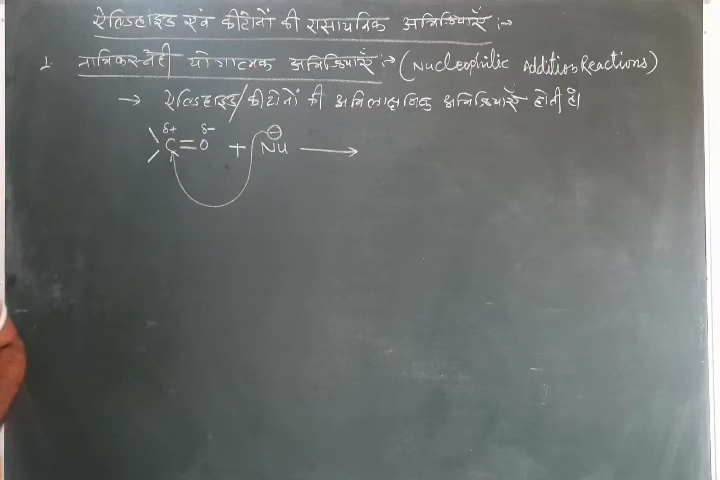 ऐल्डिहाइड एवं कीटोनों की रासायनिक अभिक्रियाएँ :→
1. नाभिकस्नेही योगात्मक अभिक्रियाएँ :→ (Nucleophilic Addition Reactions)
→ ऐल्डिहाइड/कीटोनों की अभिलाक्षणिक अभिक्रियाएँ होती हैं।
δ+ δ− ⊖
C=O + Nu ⟶